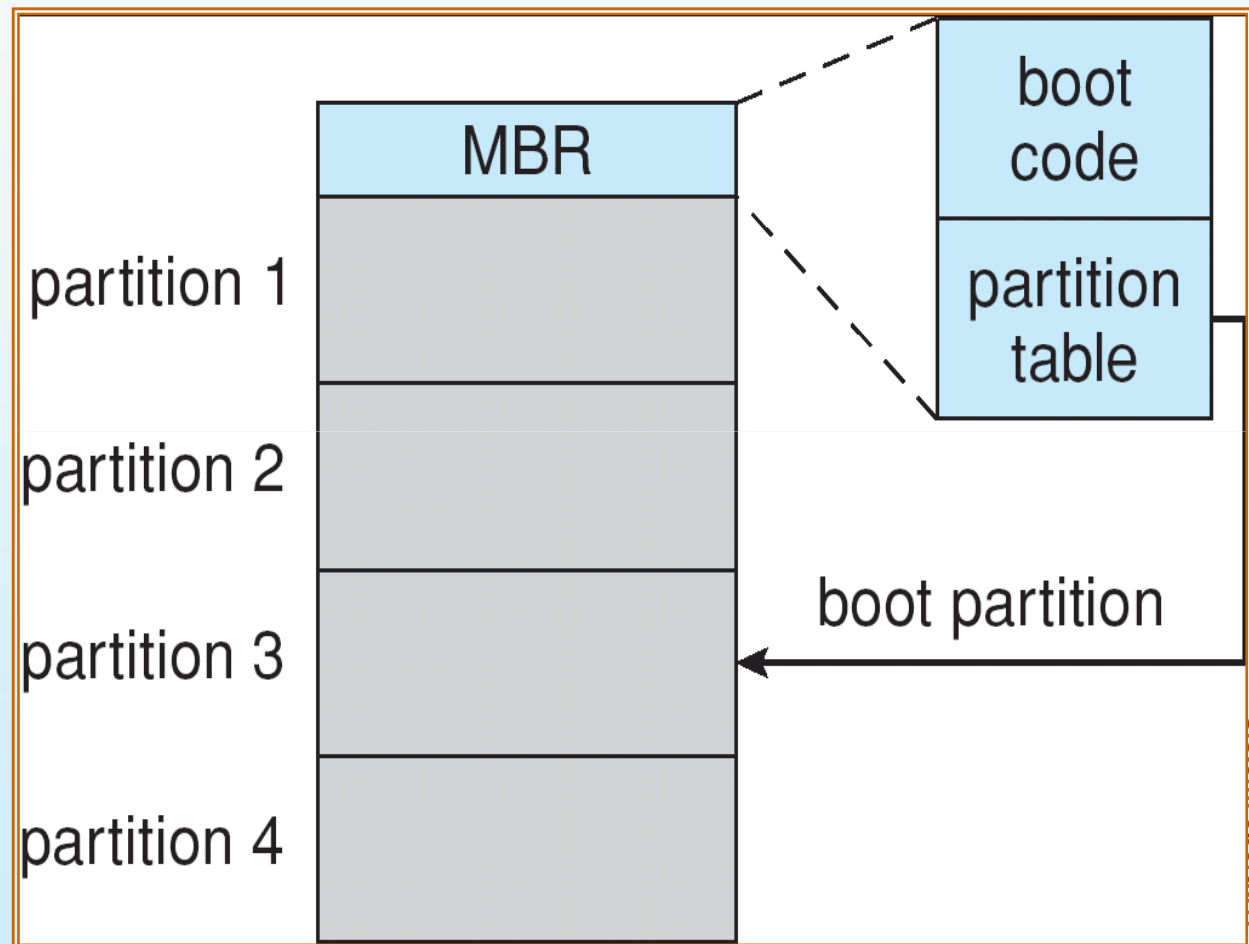 MBR
boot
code
partition
table
partition 1
partition 2
partition 3
partition 4
boot partition